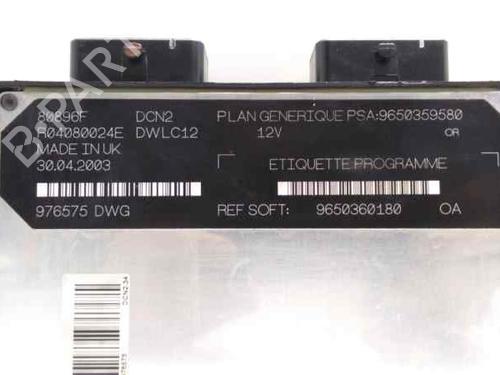 80896F DCN2 PLAN GENERIQUE PSA:9650359580
R04080024E DWLC12 12V OR
MADE IN UK
30.04.2003 ETIQUETTE PROGRAMME
976575 DWG REF SOFT: 9650360180 OA